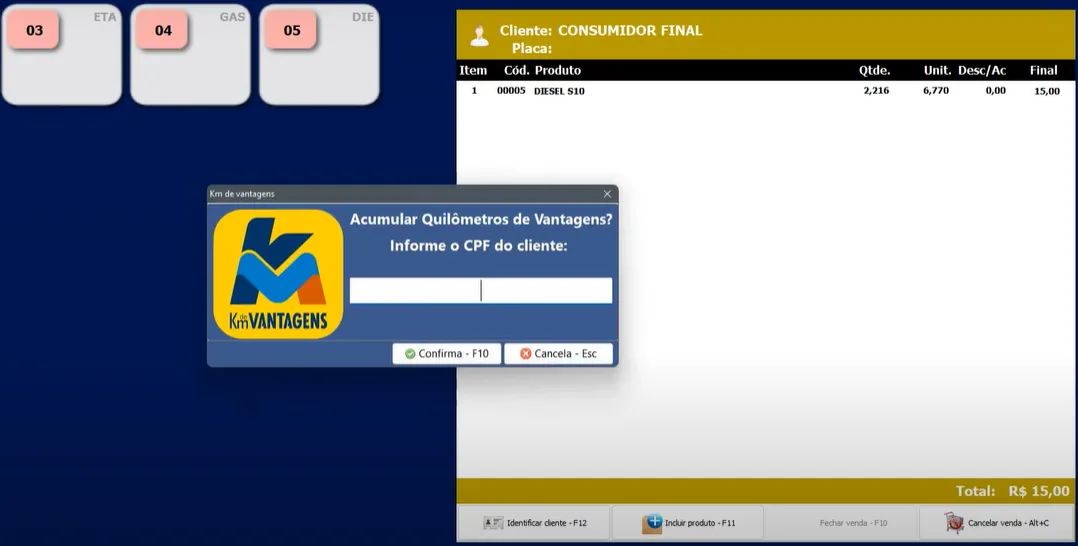 03 ETA
04 GAS
05 DIE
Cliente: CONSUMIDOR FINAL
Placa:
Item Cód. Produto Qtde. Unit. Desc/Ac Final
1 00005 DIESEL S10 2,216 6,770 0,00 15,00
Km de vantagens
Acumular Quilômetros de Vantagens?
Informe o CPF do cliente:
Km de VANTAGENS
Confirma - F10 Cancela - Esc
Total: R$ 15,00
Identificar cliente - F12 Incluir produto - F11 Fechar venda - F10 Cancelar venda - Alt+C